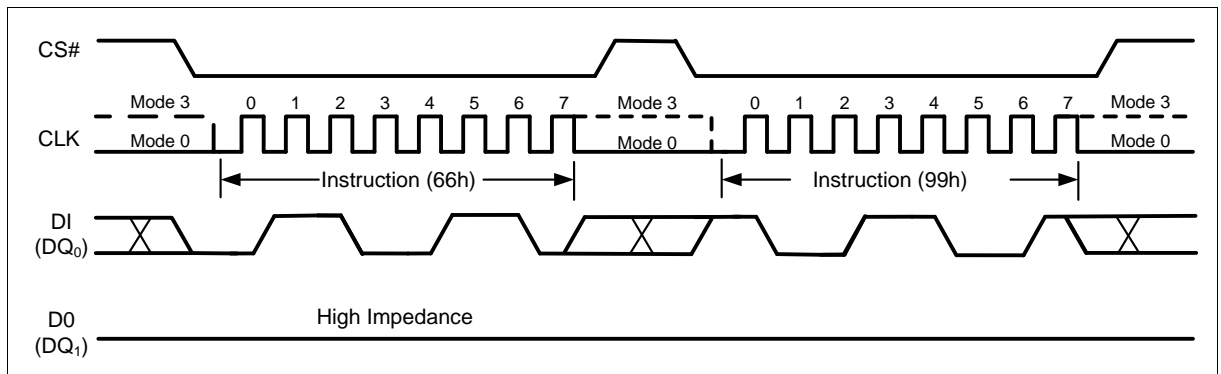 CS#
Mode 3 0 1 2 3 4 5 6 7 Mode 3 0 1 2 3 4 5 6 7 Mode 3
CLK
Mode 0 Mode 0 Mode 0
Instruction (66h) Instruction (99h)
DI
(DQ₀)
D0
High Impedance
(DQ₁)